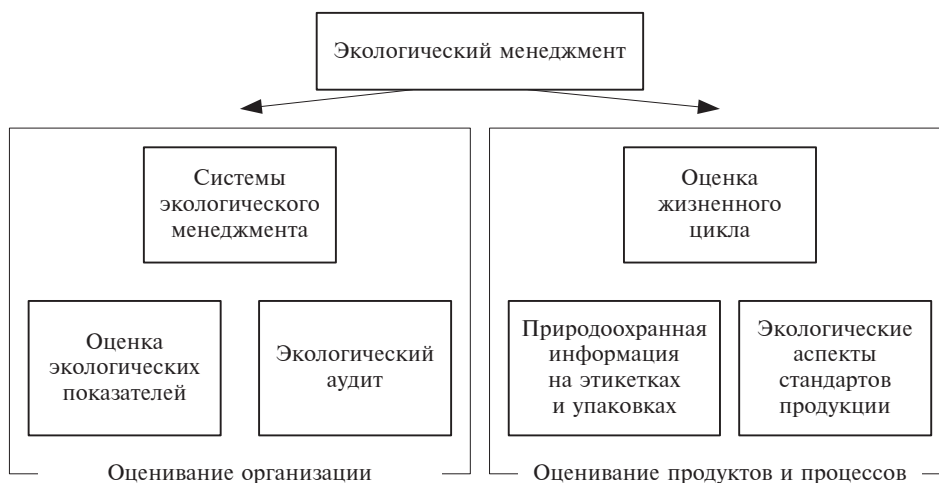 Экологический менеджмент
Системы
экологического
менеджмента
Оценка
экологических
показателей
Экологический
аудит
Оценивание организации
Оценка
жизненного
цикла
Природоохранная
информация
на этикетках
и упаковках
Экологические
аспекты
стандартов
продукции
Оценивание продуктов и процессов